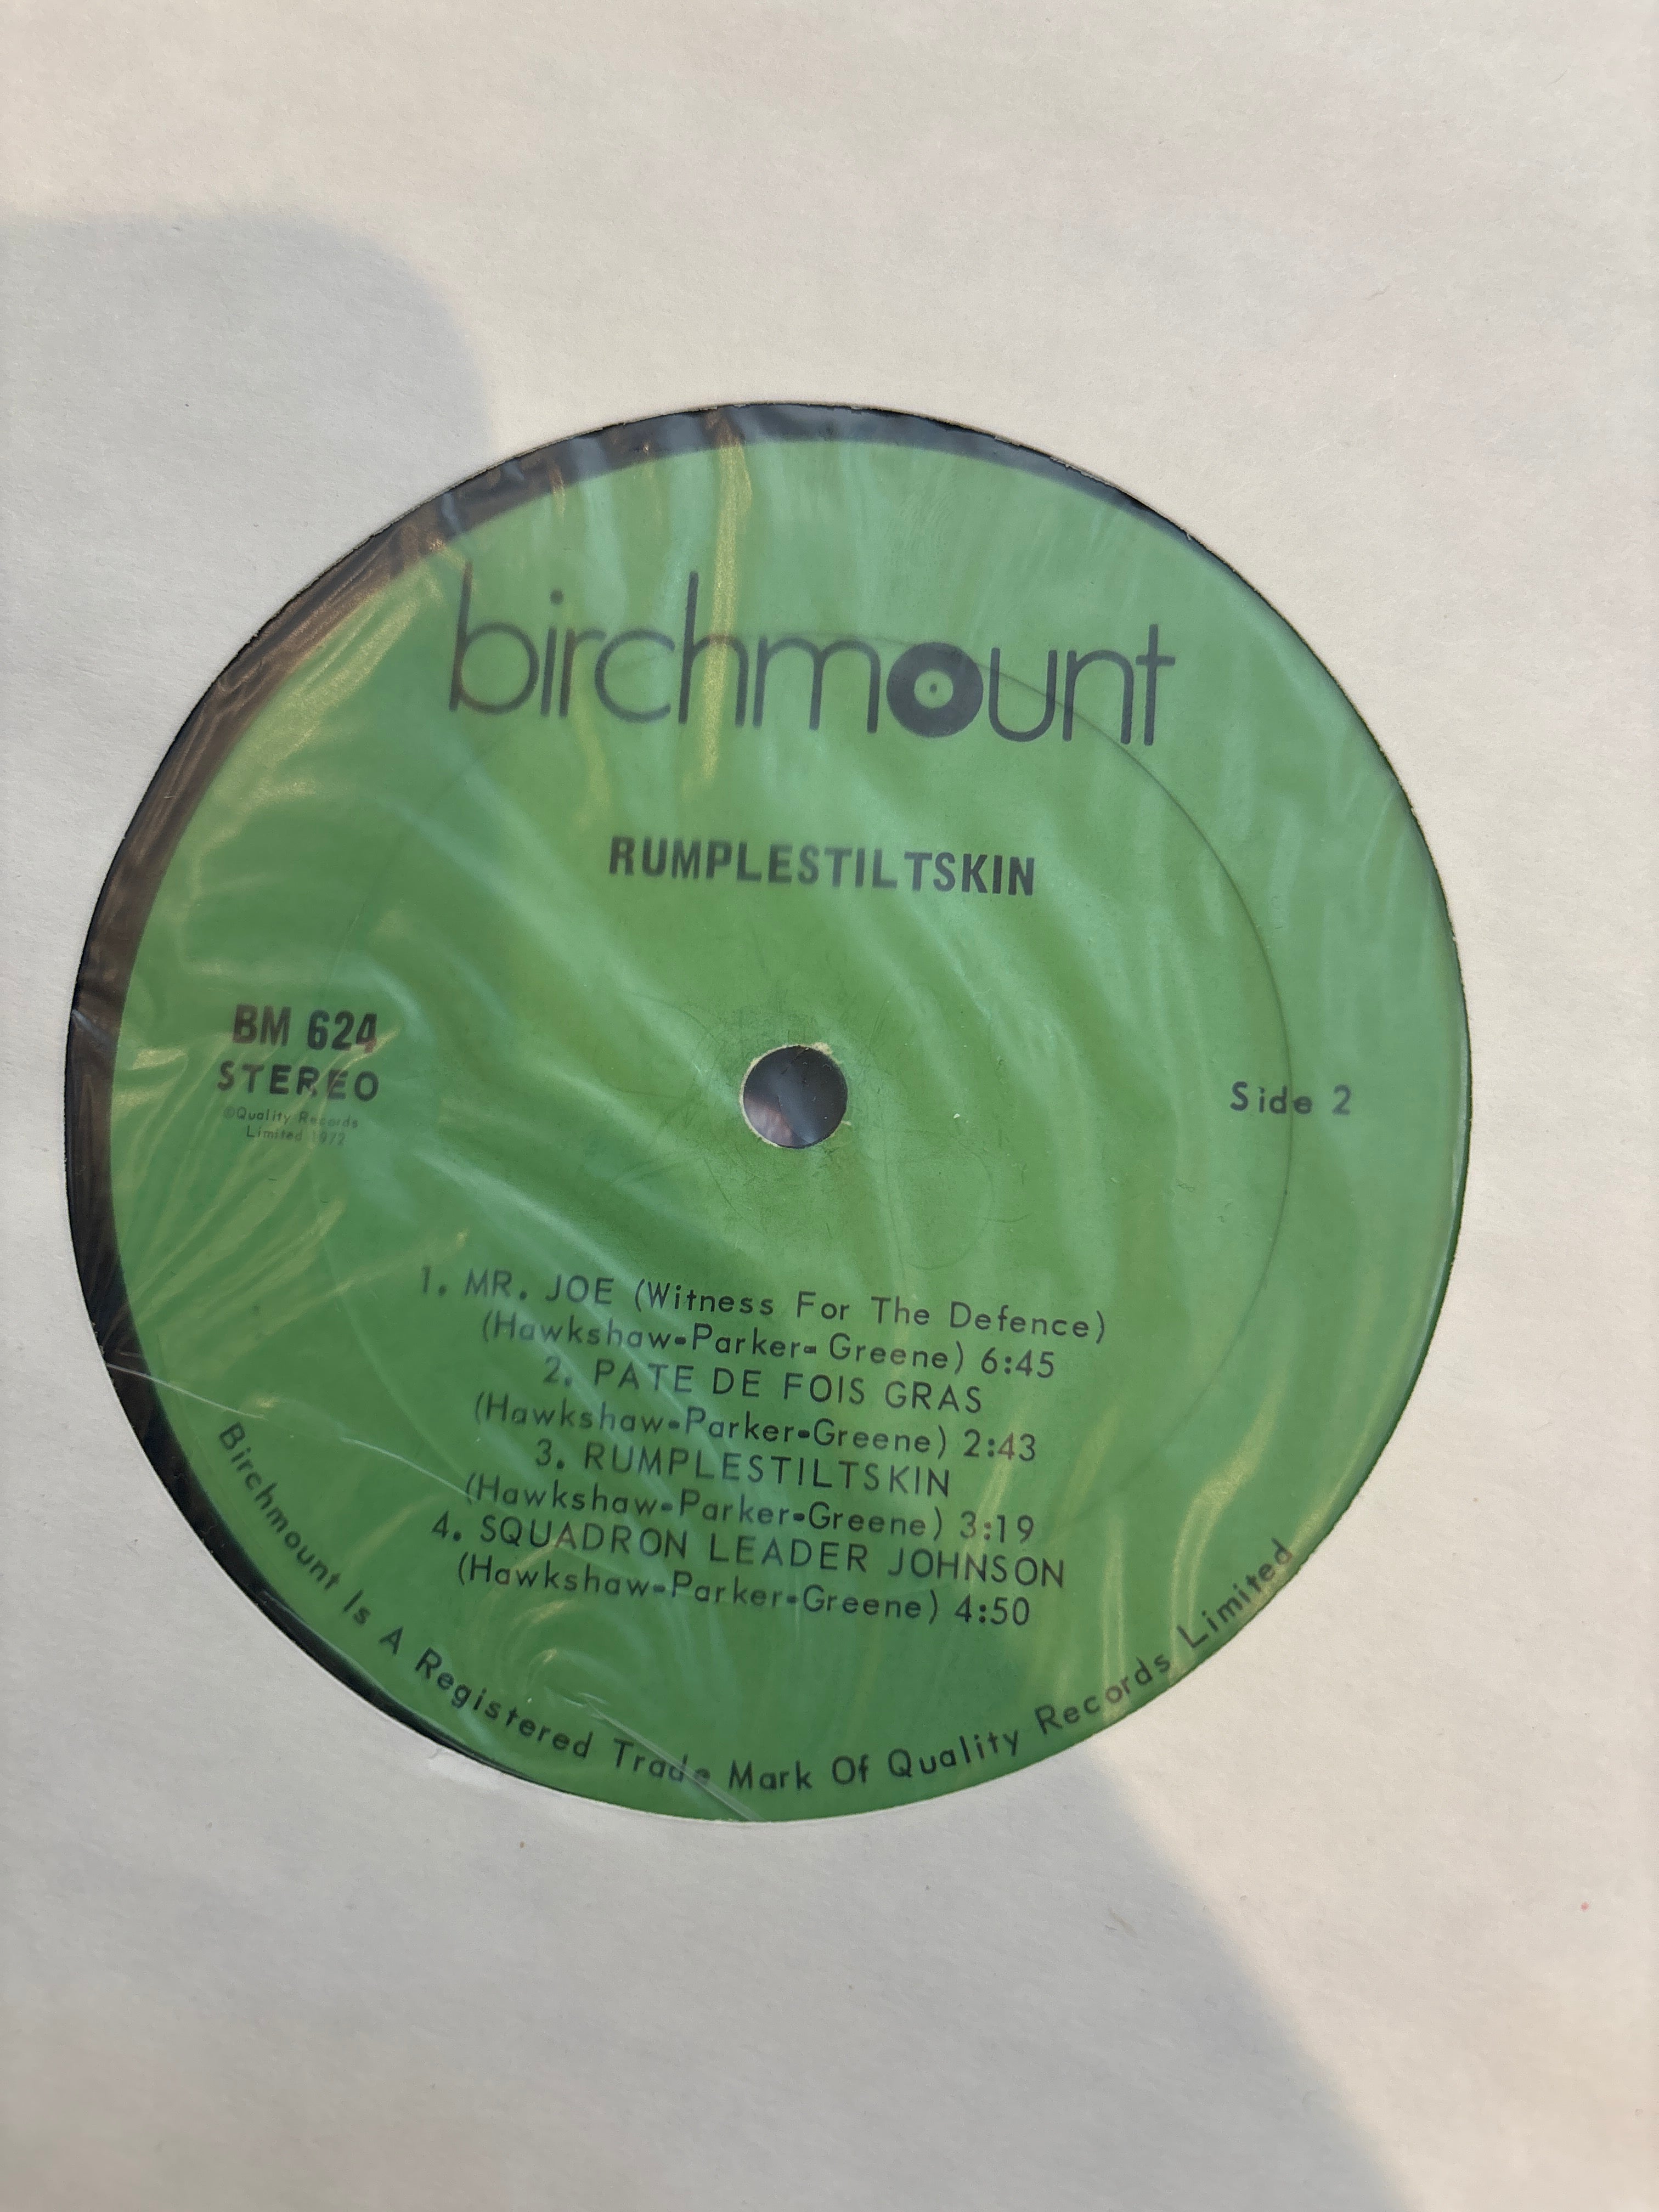 birchmount
RUMPLESTILTSKIN
BM 624
STEREO
©Quality Records
Limited 1972
Side 2
1. MR. JOE (Witness For The Defence)
(Hawkshaw-Parker- Greene) 6:45
2. PATE DE FOIS GRAS
(Hawkshaw-Parker-Greene) 2:43
3. RUMPLESTILTSKIN
(Hawkshaw-Parker-Greene) 3:19
4. SQUADRON LEADER JOHNSON
(Hawkshaw-Parker-Greene) 4:50
Birchmount Is A Registered Trade Mark Of Quality Records Limited